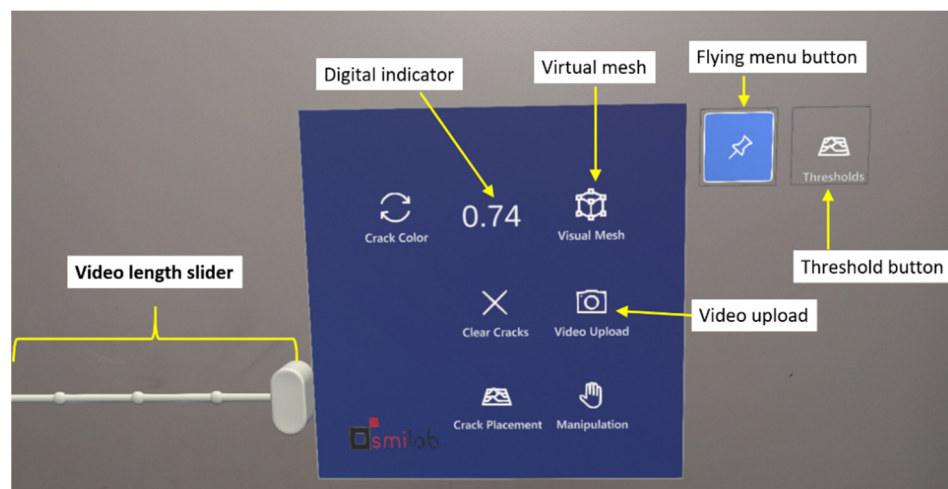 Flying menu button
Digital indicator
Virtual mesh
Thresholds
0.74
Crack Color
Visual Mesh
Video length slider
Threshold button
Clear Cracks
Video Upload
Video upload
Crack Placement
Manipulation
smilab